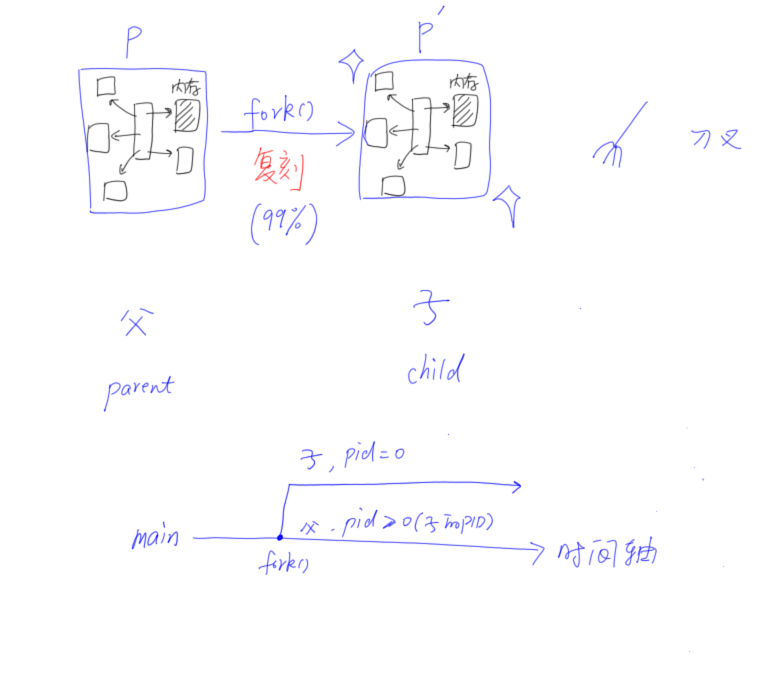 P
P′
内存
内存
fork()
复刻
(99%)
刀叉
父
子
parent
child
子, pid=0
main
父. pid>0(子的PID)
fork()
时间轴